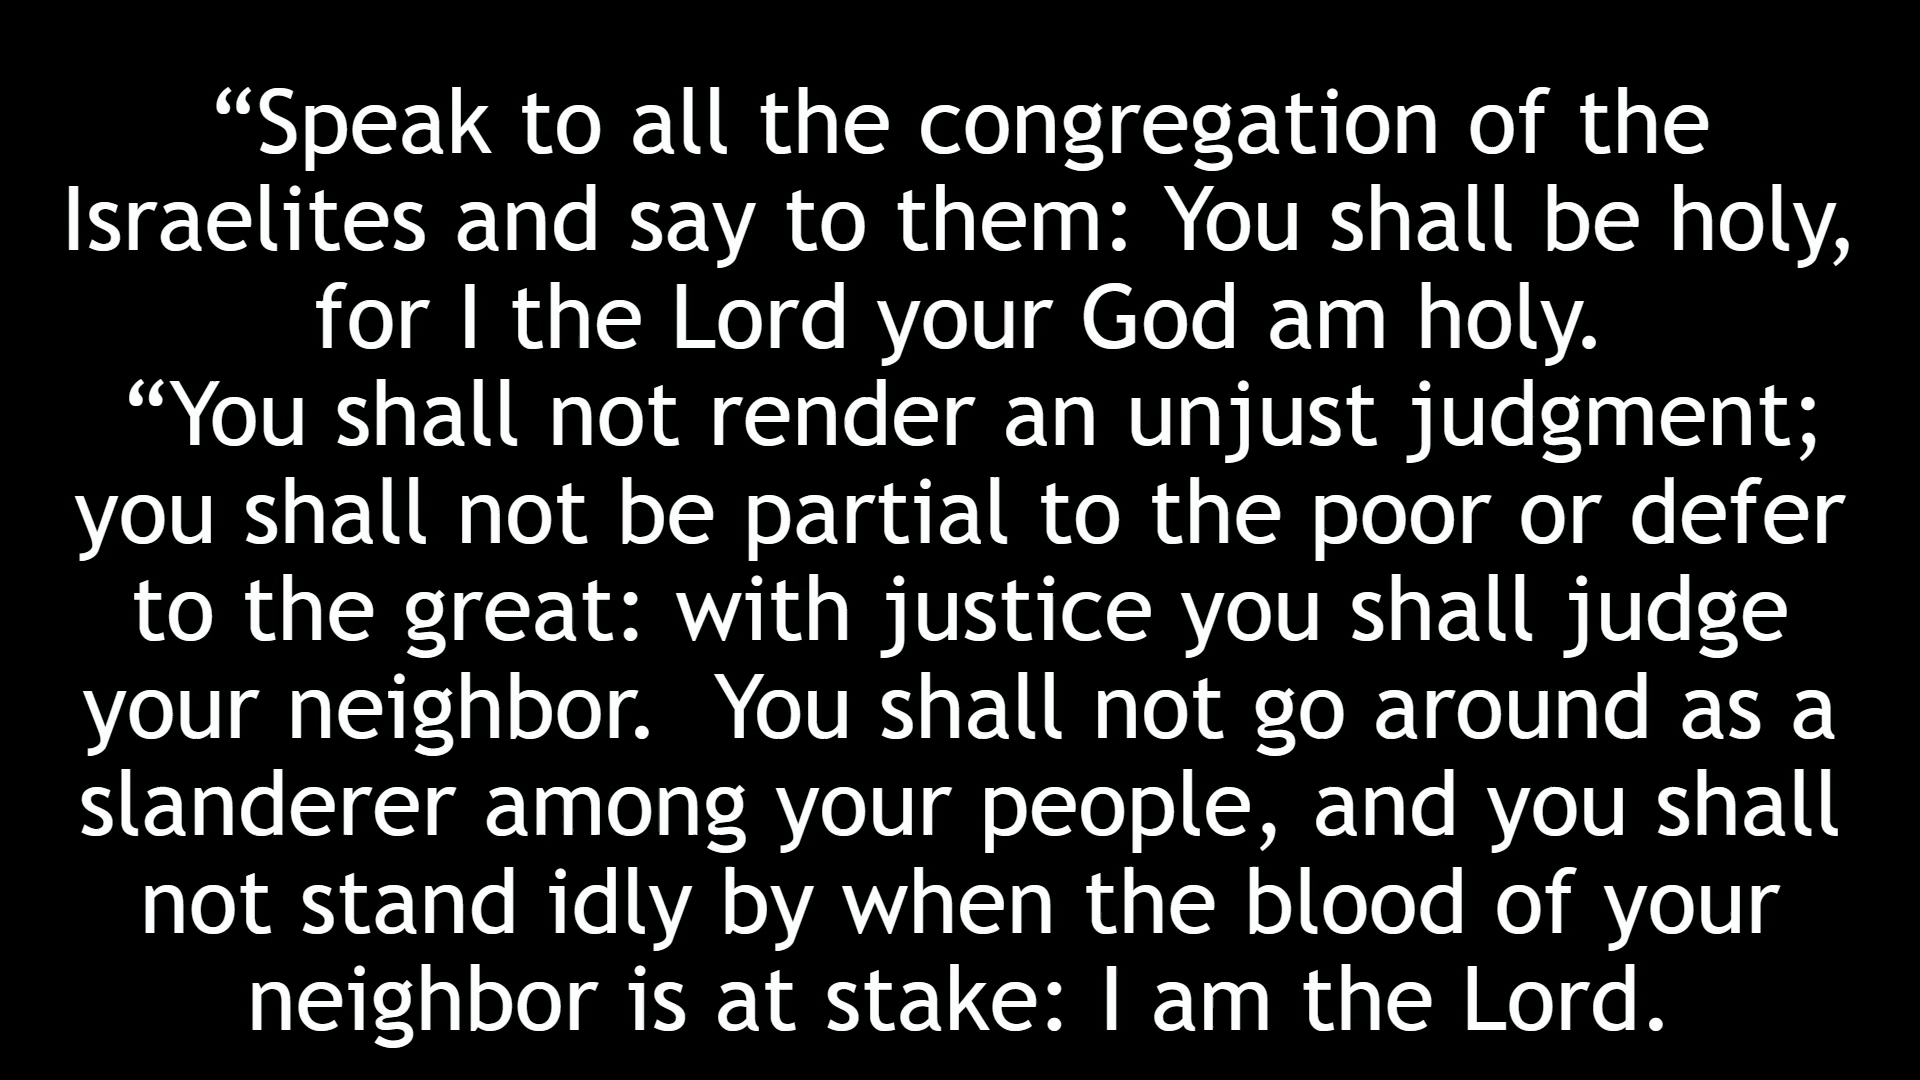 “Speak to all the congregation of the
Israelites and say to them: You shall be holy,
for I the Lord your God am holy.
“You shall not render an unjust judgment;
you shall not be partial to the poor or defer
to the great: with justice you shall judge
your neighbor.  You shall not go around as a
slanderer among your people, and you shall
not stand idly by when the blood of your
neighbor is at stake: I am the Lord.